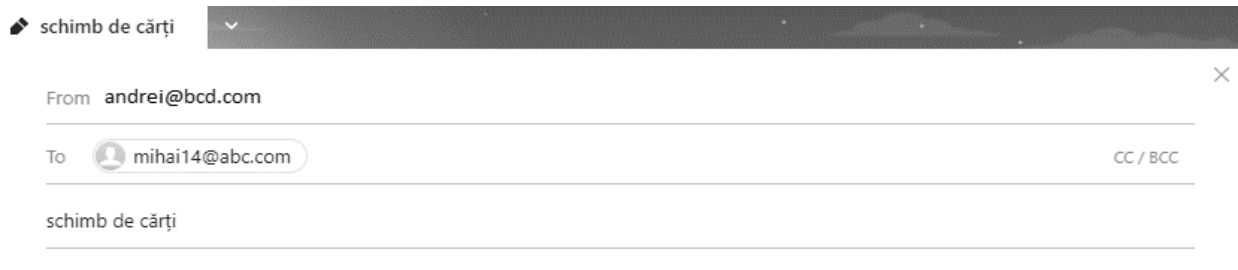 schimb de cărți
From andrei@bcd.com
To mihai14@abc.com CC / BCC
schimb de cărți